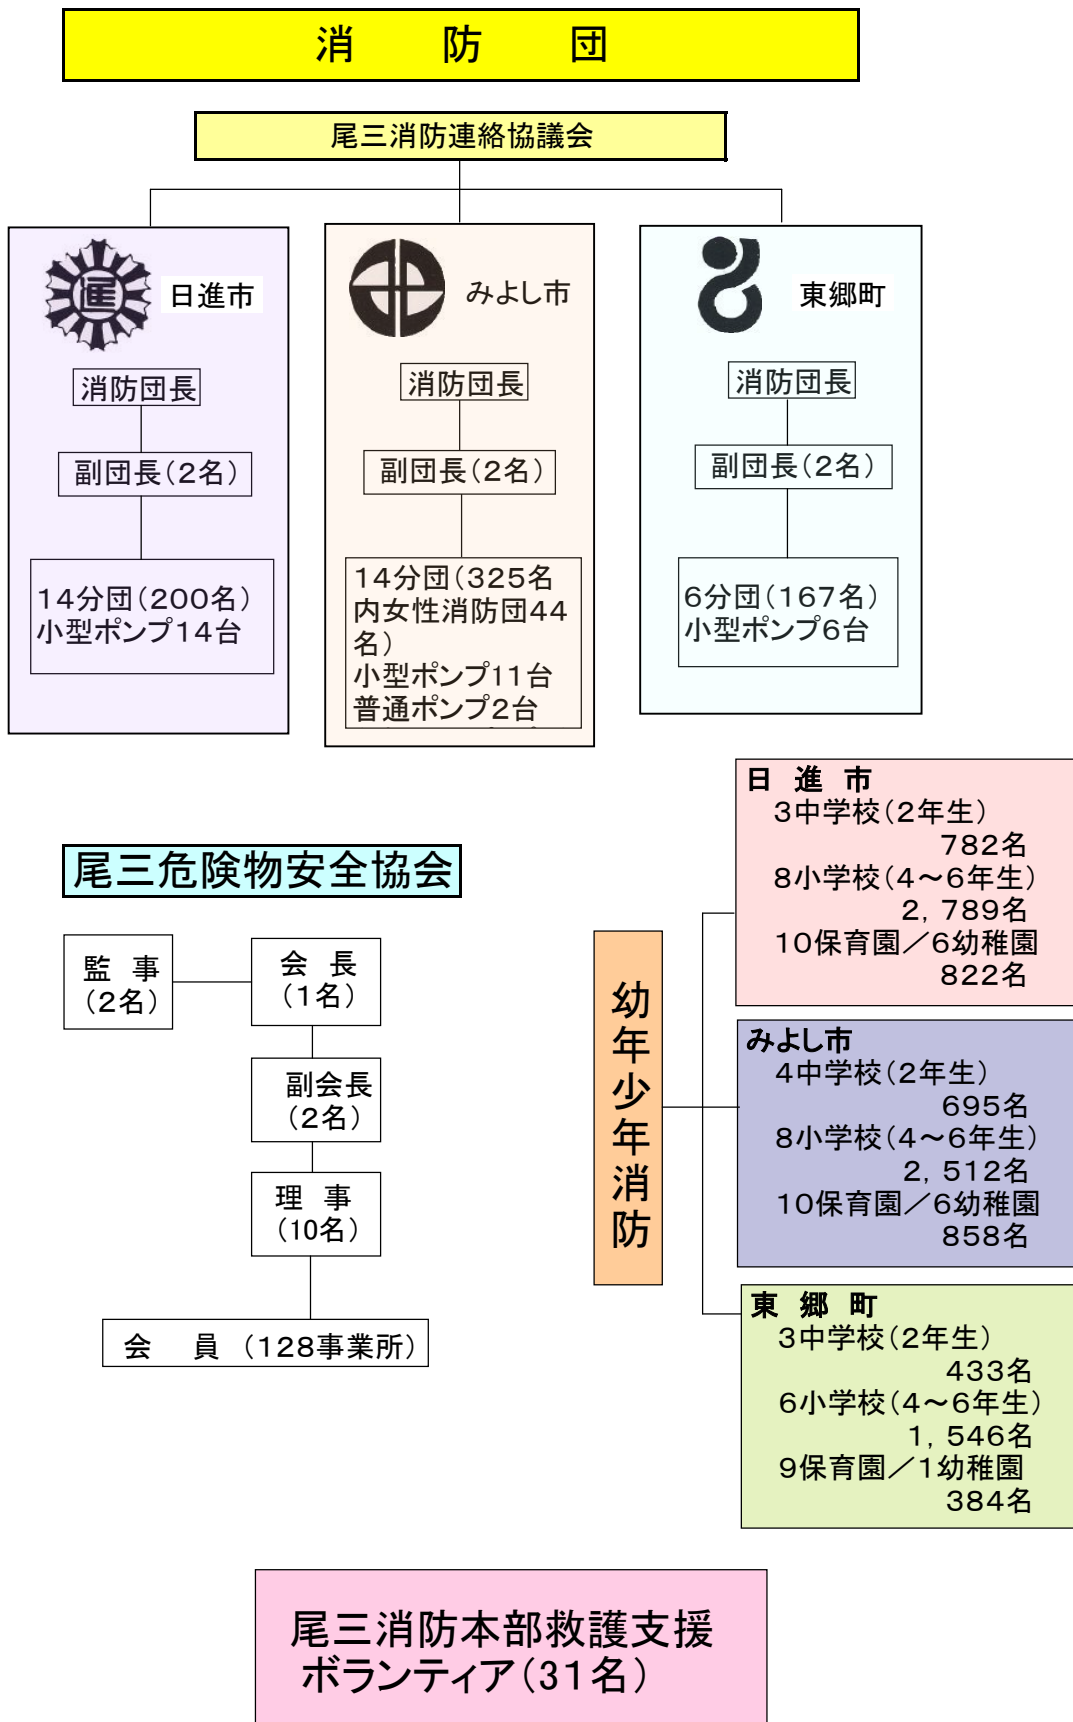 消 防 団
尾三消防連絡協議会
日進市
消防団長
副団長(2名)
14分団(200名)
小型ポンプ14台
みよし市
消防団長
副団長(2名)
14分団(325名
内女性消防団44
名)
小型ポンプ11台
普通ポンプ2台
東郷町
消防団長
副団長(2名)
6分団(167名)
小型ポンプ6台
尾三危険物安全協会
監 事
(2名)
会 長
(1名)
副会長
(2名)
理 事
(10名)
会 員 (128事業所)
幼年少年消防
日 進 市
3中学校(2年生)
782名
8小学校(4〜6年生)
2,789名
10保育園/6幼稚園
822名
みよし市
4中学校(2年生)
695名
8小学校(4〜6年生)
2,512名
10保育園/6幼稚園
858名
東 郷 町
3中学校(2年生)
433名
6小学校(4〜6年生)
1,546名
9保育園/1幼稚園
384名
尾三消防本部救護支援
ボランティア(31名)